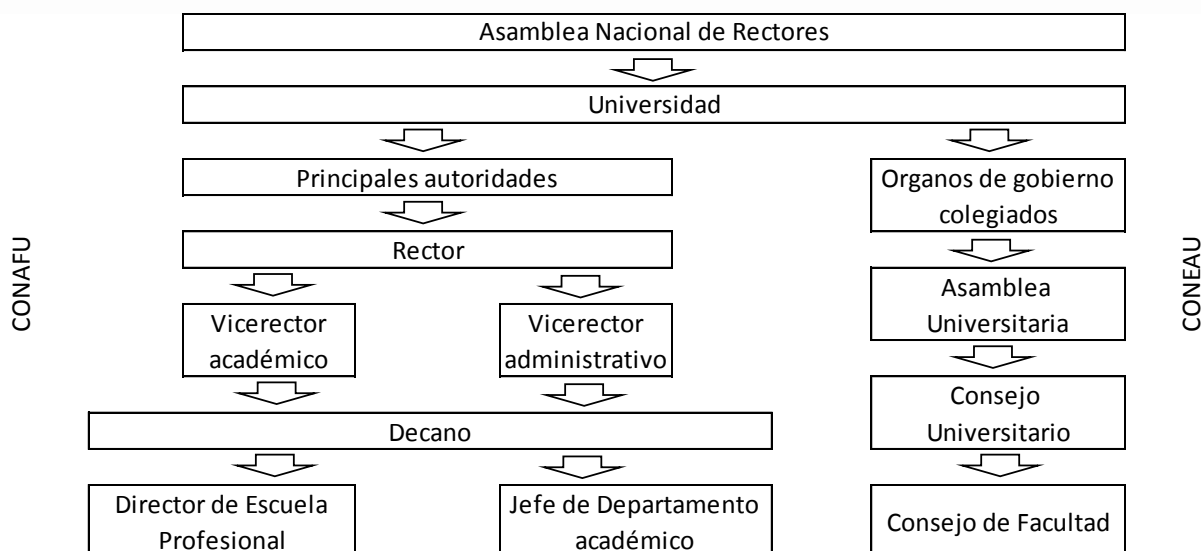 Asamblea Nacional de Rectores
Universidad
Principales autoridades
Organos de gobierno
colegiados
Rector
CONAFU
CONEAU
Vicerector
académico
Vicerector
administrativo
Asamblea
Universitaria
Decano
Consejo
Universitario
Director de Escuela
Profesional
Jefe de Departamento
académico
Consejo de Facultad